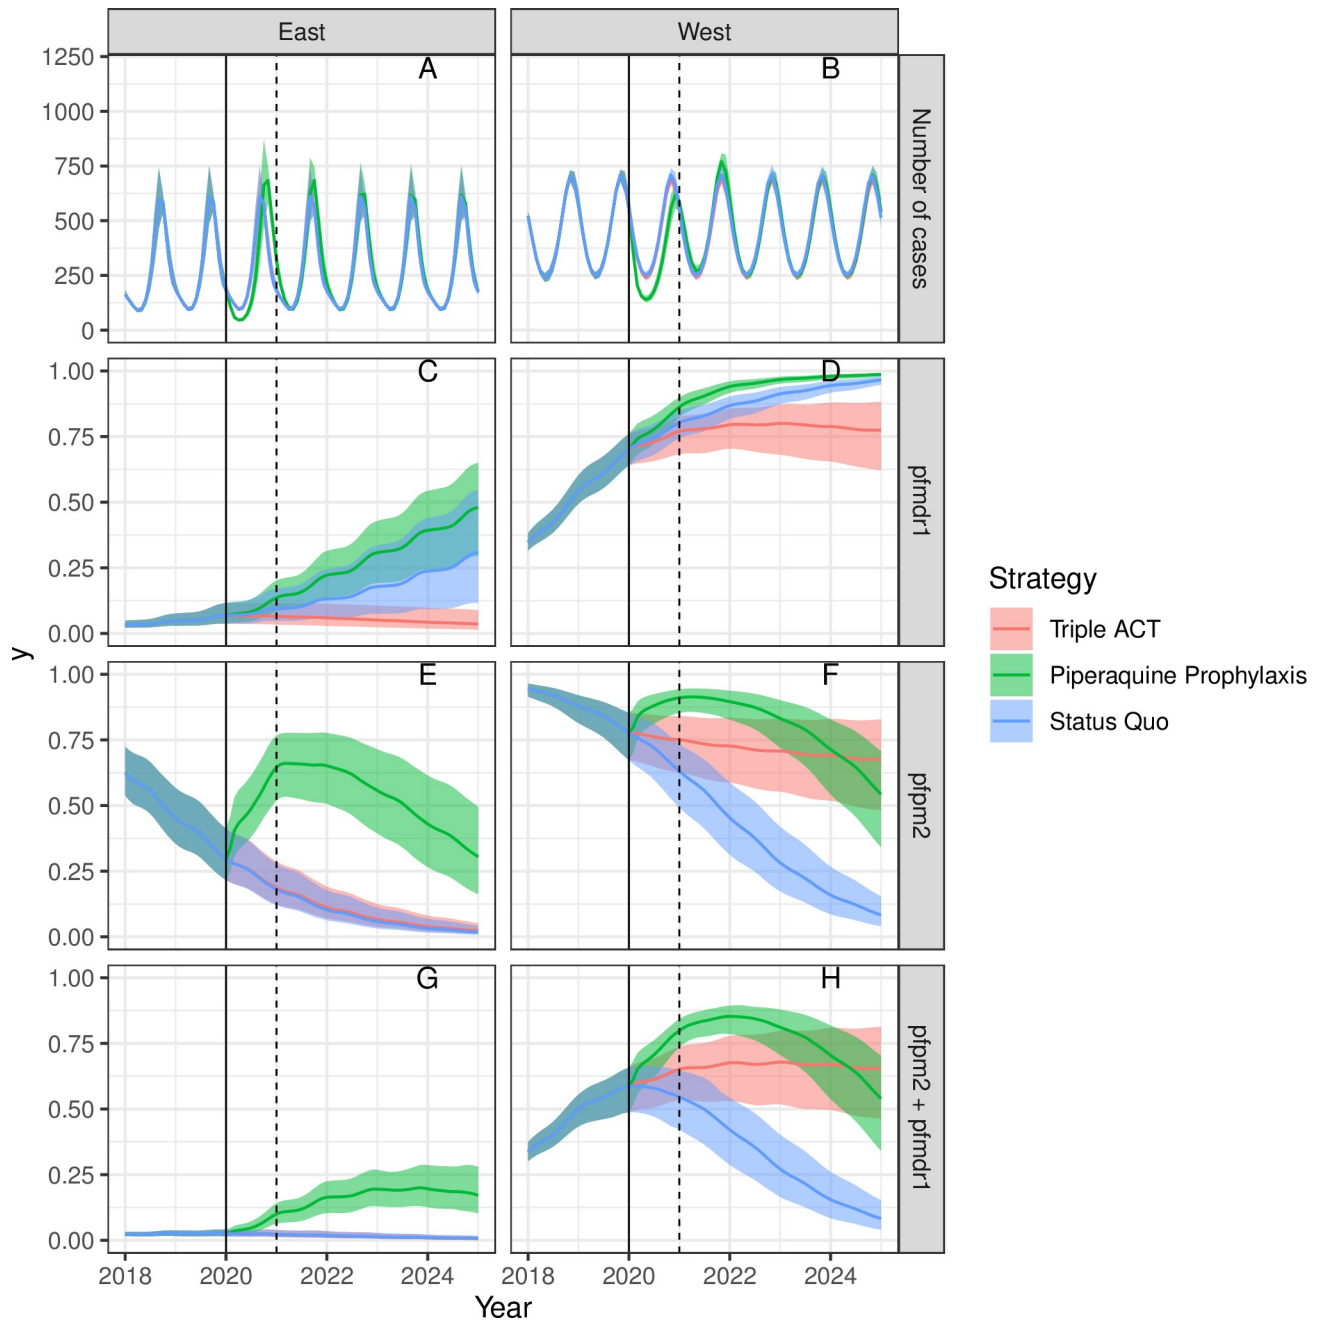 East
West
A
B
1250
1000
750
500
250
0
Number of cases
C
D
1.00
0.75
0.50
0.25
0.00
pfmdr1
E
F
1.00
0.75
0.50
0.25
0.00
pfpm2
G
H
1.00
0.75
0.50
0.25
0.00
pfpm2 + pfmdr1
y
2018 2020 2022 2024
2018 2020 2022 2024
Year
Strategy
Triple ACT
Piperaquine Prophylaxis
Status Quo